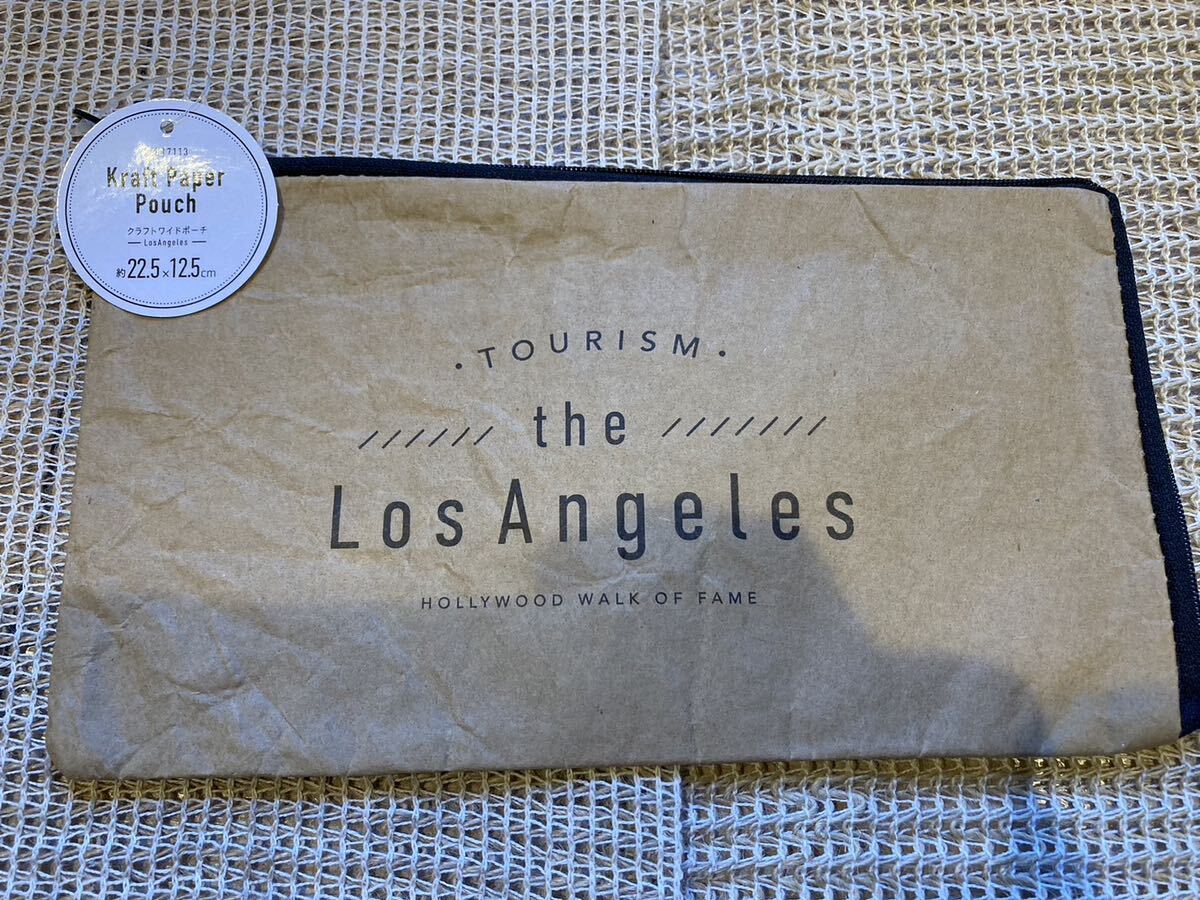 Kraft Paper
Pouch
クラフトワイドポーチ
LosAngeles
約22.5×12.5cm
• TOURISM •
////// the ///////
Los Angeles
HOLLYWOOD WALK OF FAME